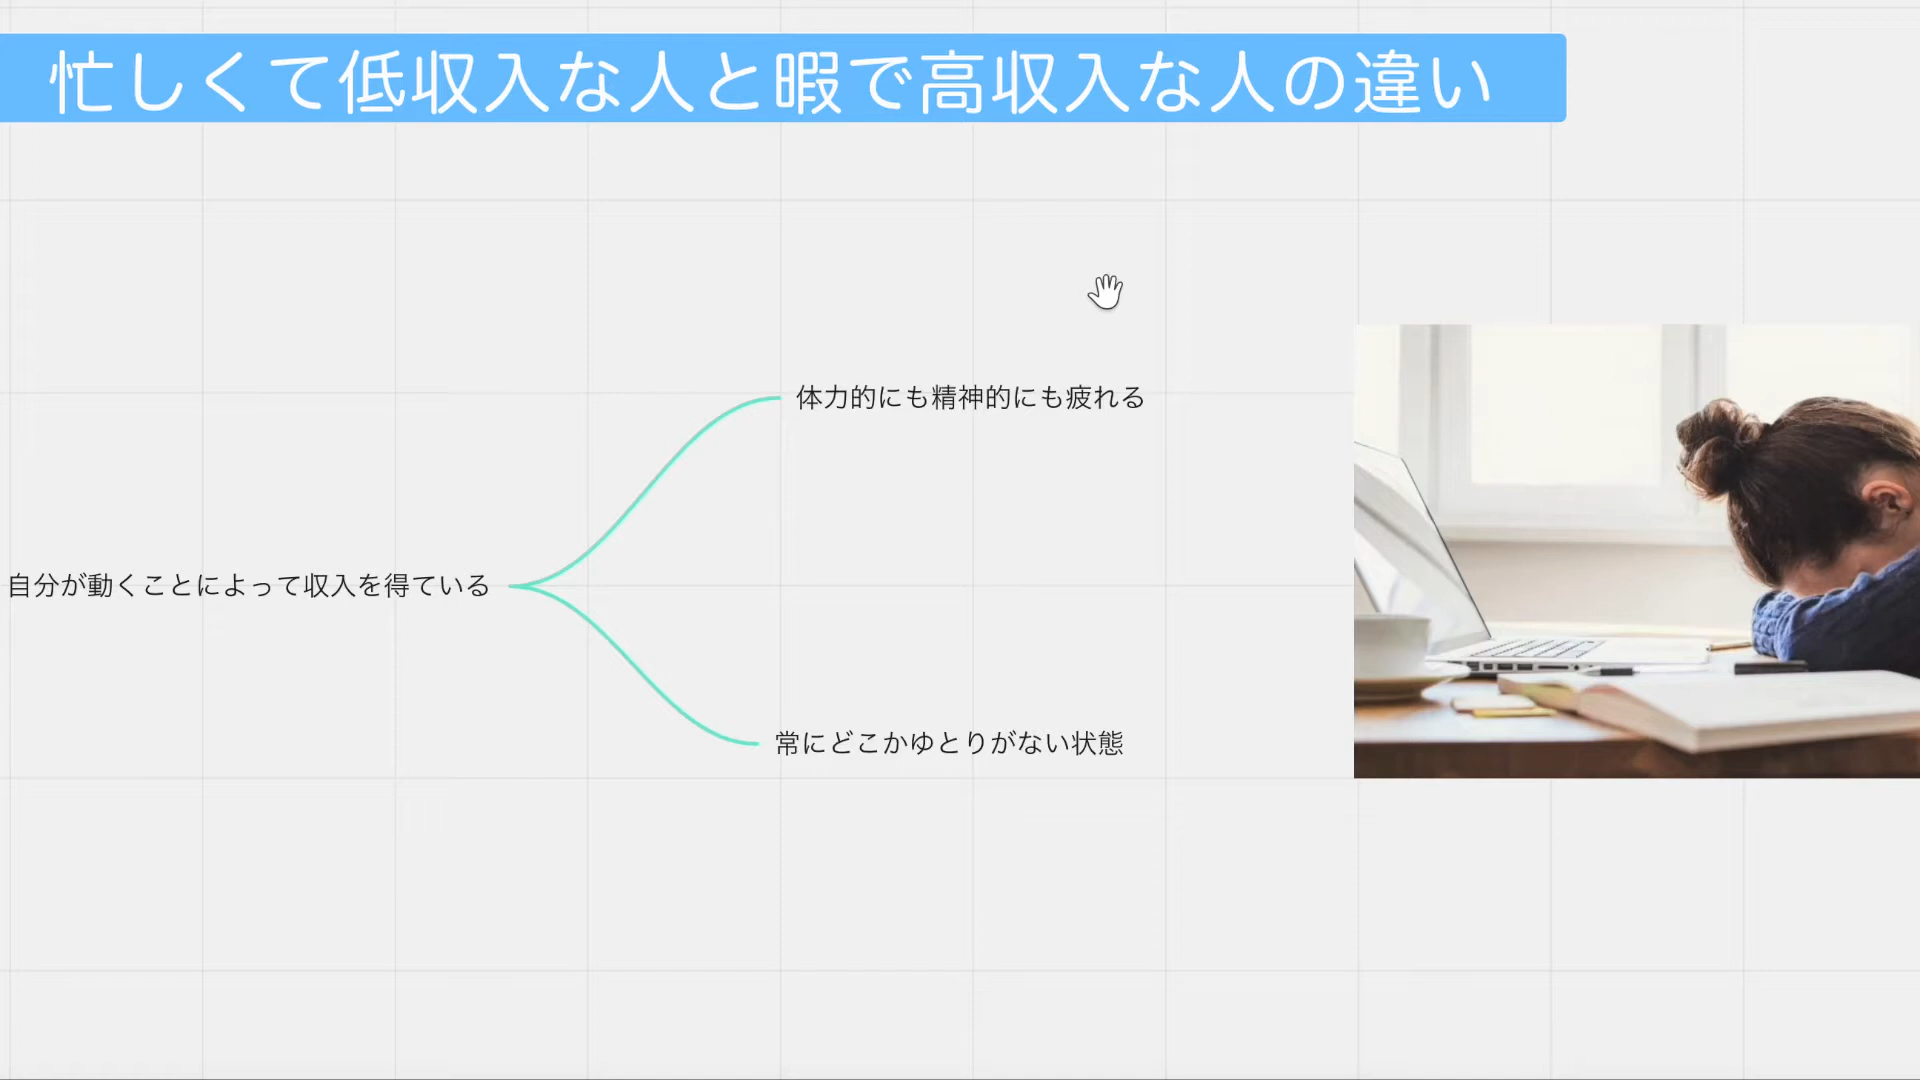 忙しくて低収入な人と暇で高収入な人の違い
体力的にも精神的にも疲れる
自分が動くことによって収入を得ている
常にどこかゆとりがない状態